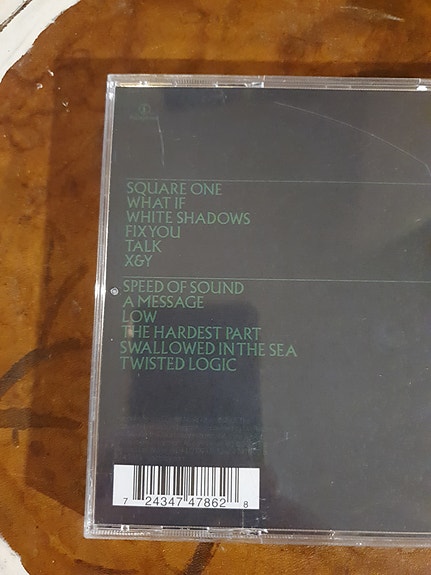 SQUARE ONE
WHAT IF
WHITE SHADOWS
FIX YOU
TALK
X&Y
SPEED OF SOUND
A MESSAGE
LOW
THE HARDEST PART
SWALLOWED IN THE SEA
TWISTED LOGIC
7 24347 47862 8